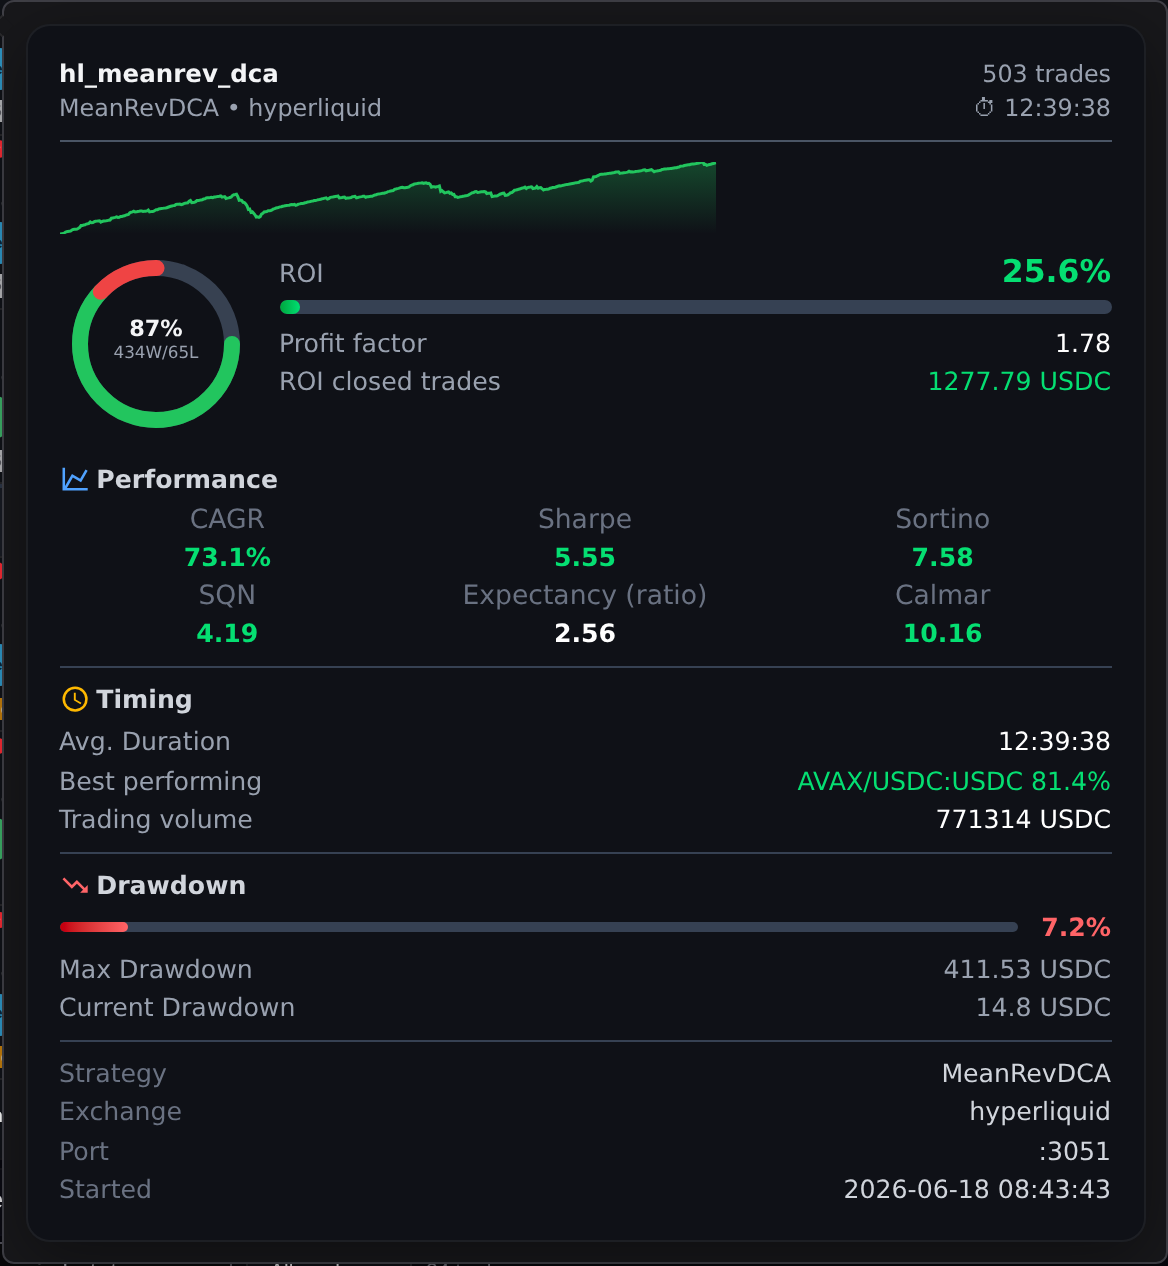 hl_meanrev_dca
503 trades
MeanRevDCA • hyperliquid
⏱ 12:39:38
ROI
25.6%
87%
434W/65L
Profit factor
1.78
ROI closed trades
1277.79 USDC
Performance
CAGR
Sharpe
Sortino
73.1%
5.55
7.58
SQN
Expectancy (ratio)
Calmar
4.19
2.56
10.16
Timing
Avg. Duration
12:39:38
Best performing
AVAX/USDC:USDC 81.4%
Trading volume
771314 USDC
Drawdown
7.2%
Max Drawdown
411.53 USDC
Current Drawdown
14.8 USDC
Strategy
MeanRevDCA
Exchange
hyperliquid
Port
:3051
Started
2026-06-18 08:43:43